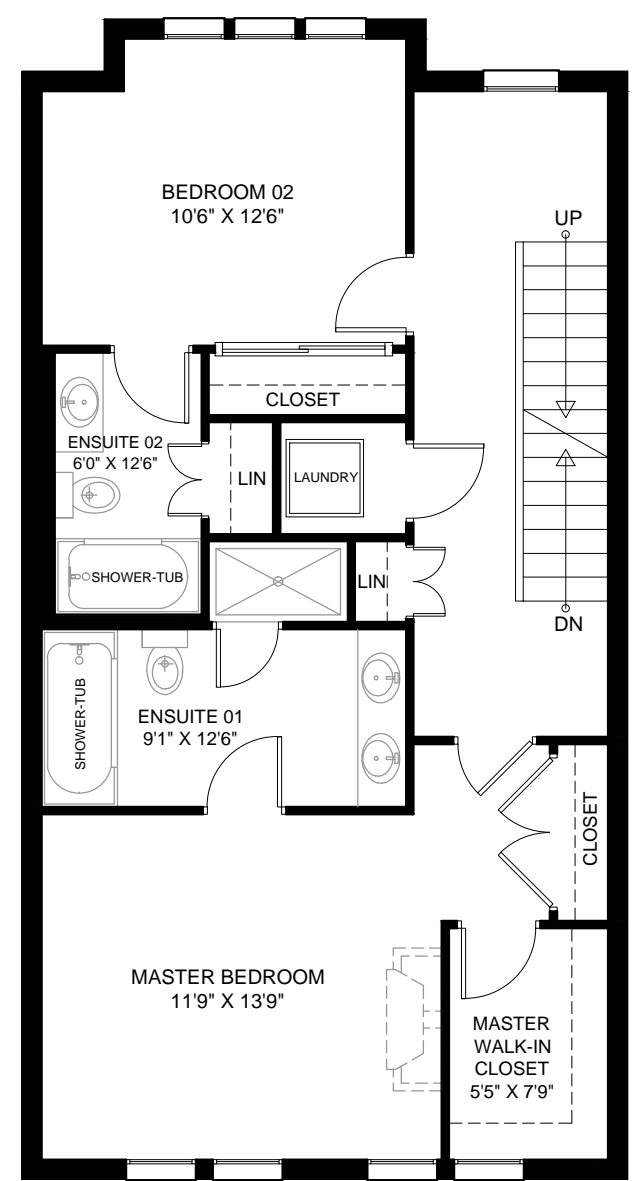 BEDROOM 02
10'6" X 12'6"
UP
CLOSET
ENSUITE 02
6'0" X 12'6"
LIN
LAUNDRY
SHOWER-TUB
LIN
DN
SHOWER-TUB
ENSUITE 01
9'1" X 12'6"
CLOSET
MASTER BEDROOM
11'9" X 13'9"
MASTER
WALK-IN
CLOSET
5'5" X 7'9"